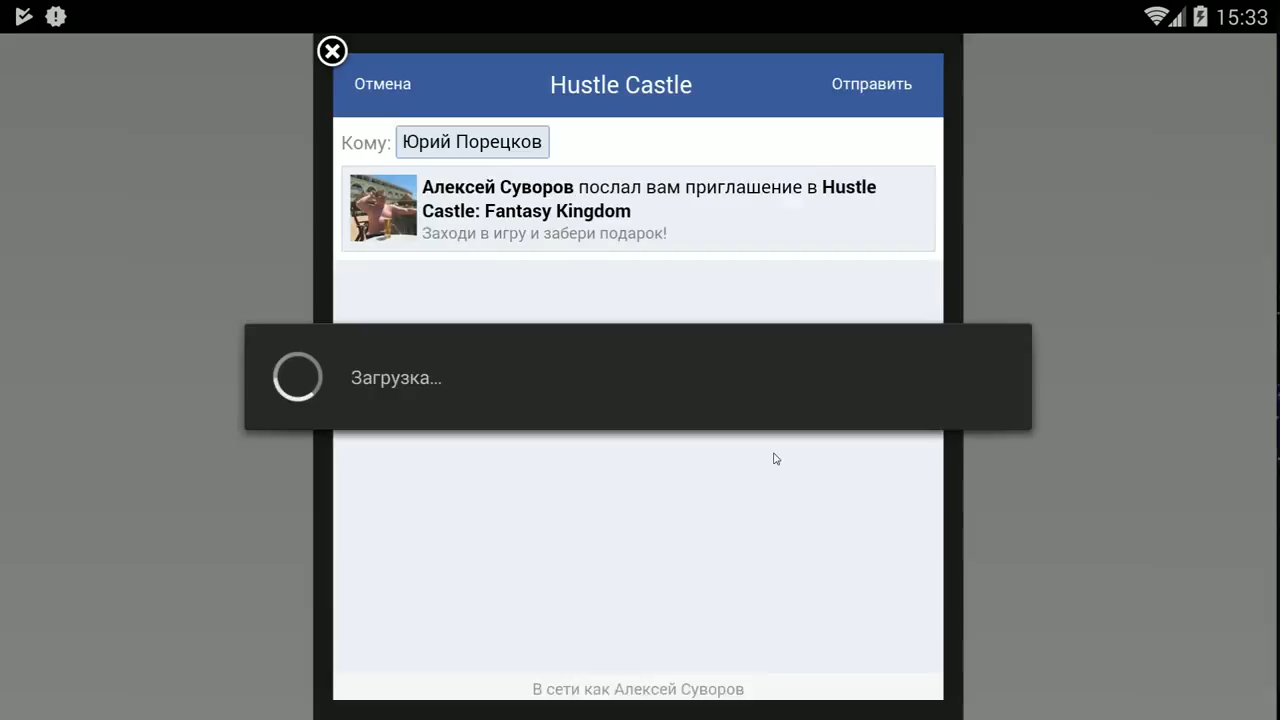 15:33
Отмена
Hustle Castle
Отправить
Кому: Юрий Порецков
Алексей Суворов послал вам приглашение в Hustle
Castle: Fantasy Kingdom
Заходи в игру и забери подарок!
Загрузка...
В сети как Алексей Суворов